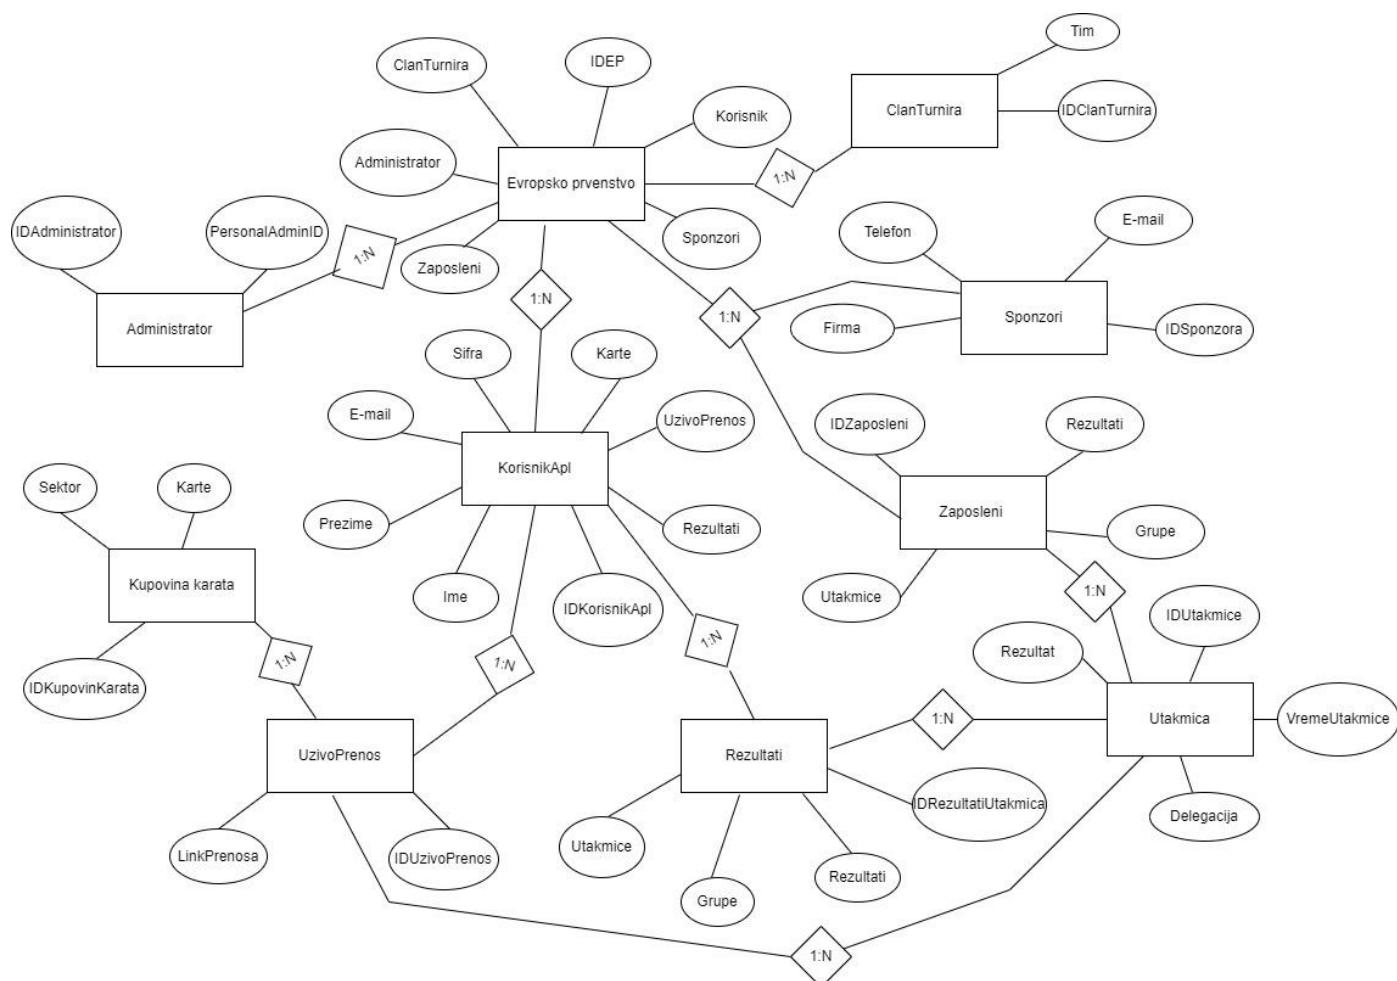 Tim
ClanTurnira
IDEP
Korisnik
ClanTurnira
IDClanTurnira
Administrator
Evropsko prvenstvo
1:N
IDAdministrator
PersonalAdminID
1:N
Zaposleni
Sponzori
Telefon
E-mail
1:N
1:N
Administrator
Sponzori
Firma
IDSponzora
Sifra
Karte
E-mail
UzivoPrenos
IDZaposleni
Rezultati
KorisnikApl
Sektor
Karte
Prezime
Rezultati
Zaposleni
Grupe
Kupovina karata
Ime
IDKorisnikApl
Utakmice
1:N
IDUtakmice
1:N
1:N
1:N
Rezultat
IDKupovinKarata
Utakmica
VremeUtakmice
1:N
UzivoPrenos
Rezultati
IDRezultatiUtakmica
Delegacija
LinkPrenosa
IDUzivoPrenos
Utakmice
Rezultati
Grupe
1:N